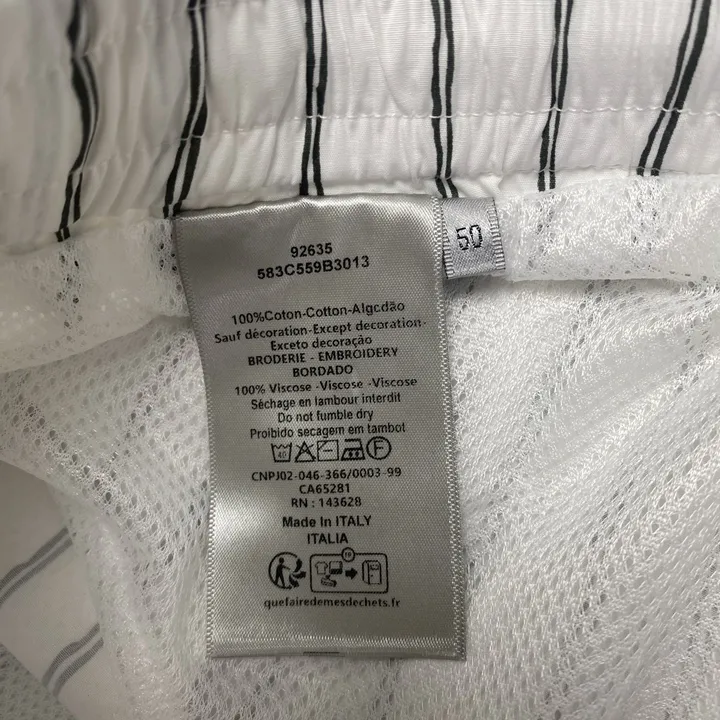 92635
583C559B3013
50
100%Coton-Cotton-Algcdão
Sauf décoration-Except decoration-
Exceto decoração
BRODERIE - EMBROIDERY
BORDADO
100% Viscose -Viscose -Viscose
Séchage en lambour interdit
Do not fumble dry
Proibido secagem em tambot
40
F
CNPJ02-046-366/0003-99
CA65281
RN : 143628
Made In ITALY
ITALIA
FR
quefairedemesdechets.fr